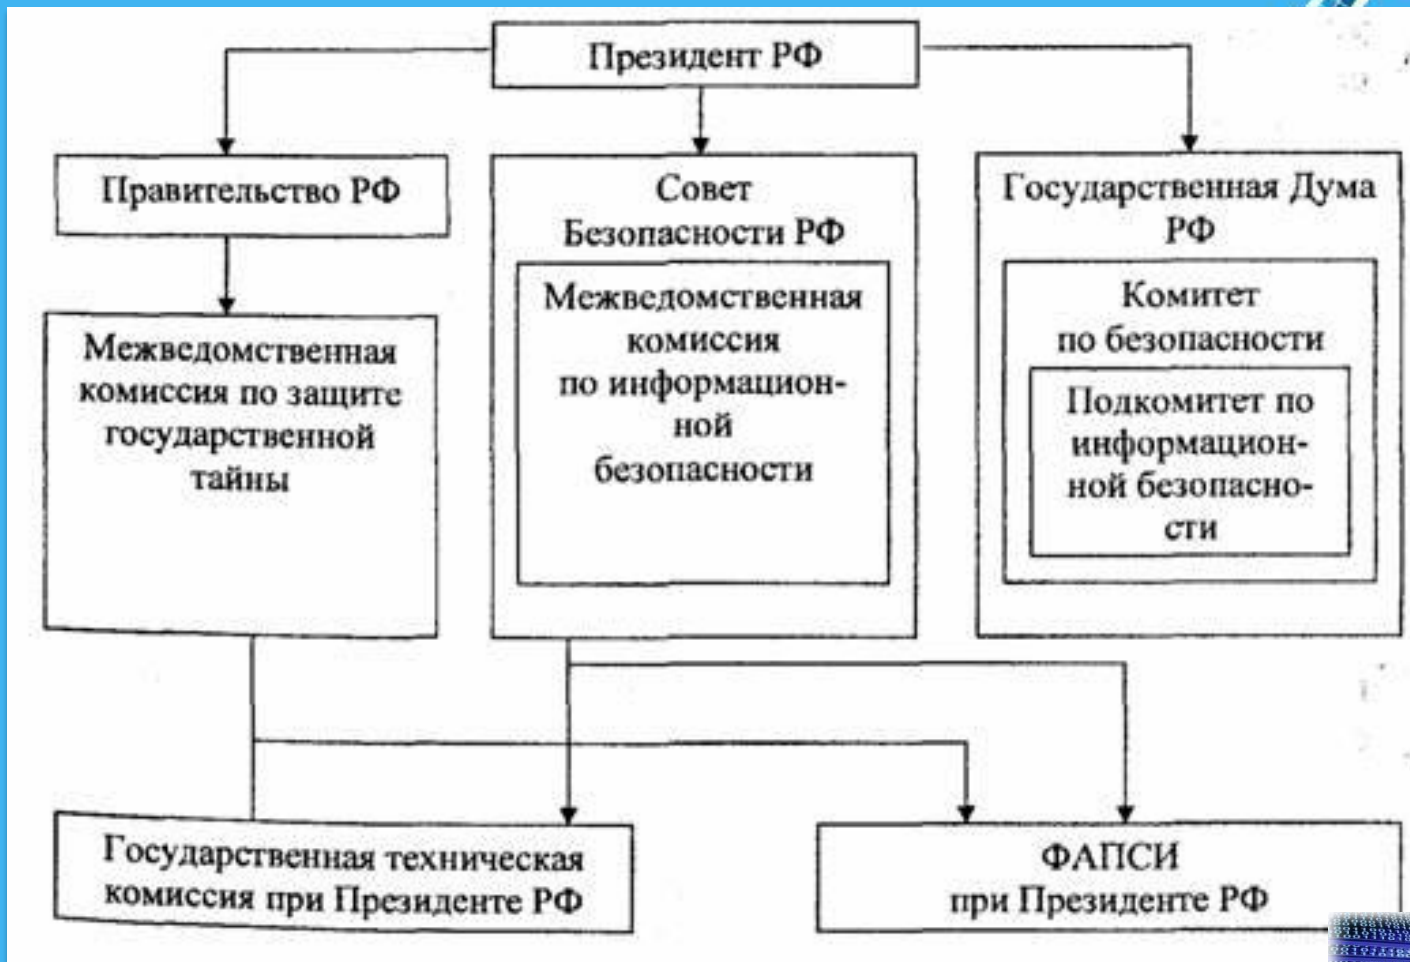 Президент РФ
Правительство РФ
Совет
Безопасности РФ
Государственная Дума
РФ
Межведомственная
комиссия по защите
государственной
тайны
Межведомственная
комиссия
по информацион-
ной
безопасности
Комитет
по безопасности
Подкомитет по
информацион-
ной безопасно-
сти
Государственная техническая
комиссия при Президенте РФ
ФАПСИ
при Президенте РФ